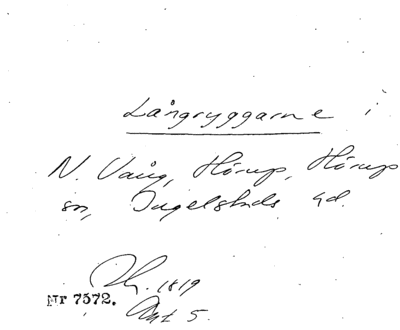 Långryggarne i
N. Vång, Hörup, Hörups
sn, Ingelstads hd.
1819
Nr 7572.
Akt 5.